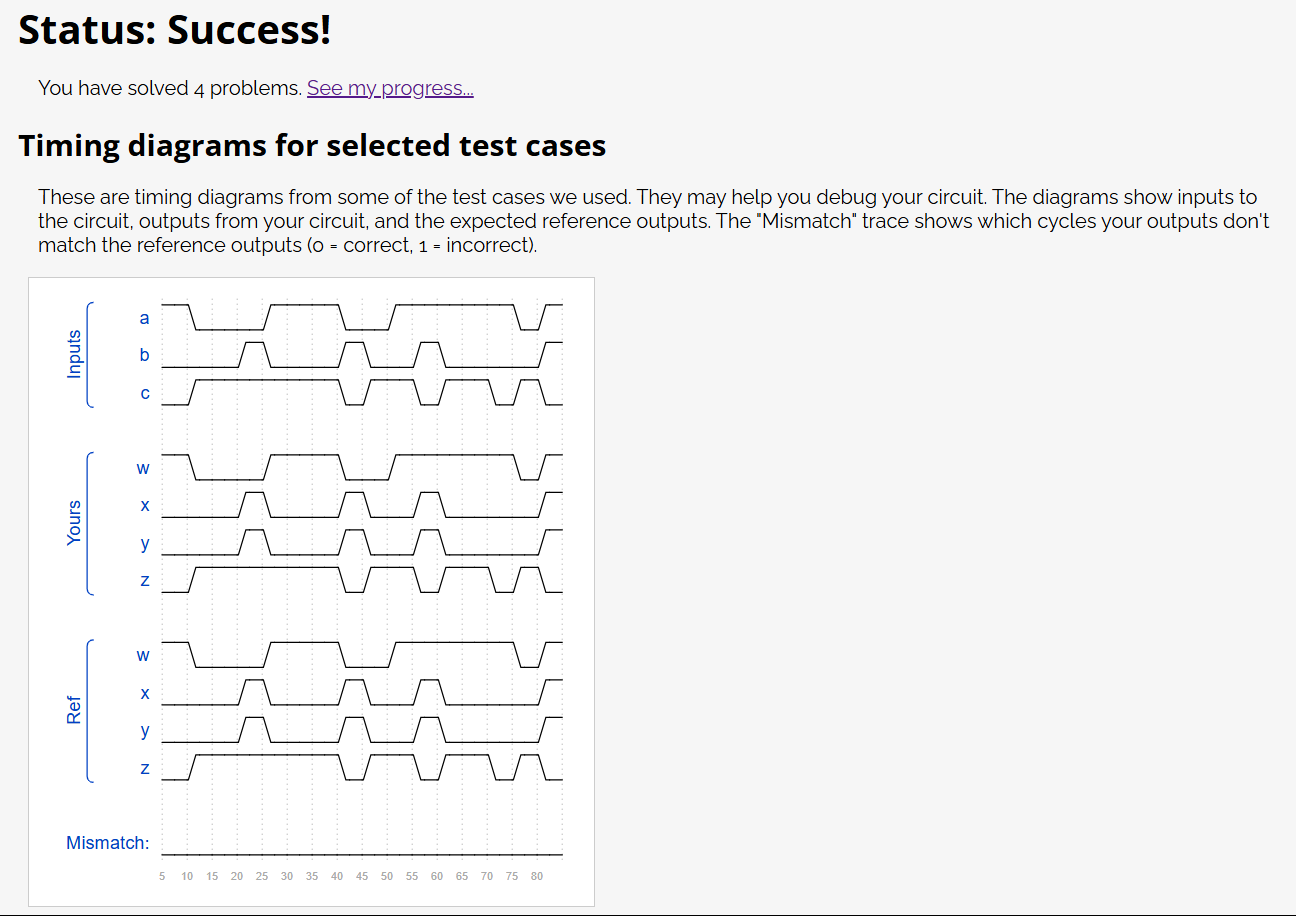 Status: Success!
You have solved 4 problems. See my progress...
Timing diagrams for selected test cases
These are timing diagrams from some of the test cases we used. They may help you debug your circuit. The diagrams show inputs to
the circuit, outputs from your circuit, and the expected reference outputs. The "Mismatch" trace shows which cycles your outputs don't
match the reference outputs (0 = correct, 1 = incorrect).
Inputs
a
b
c
Yours
w
x
y
z
Ref
w
x
y
z
Mismatch:
5 10 15 20 25 30 35 40 45 50 55 60 65 70 75 80